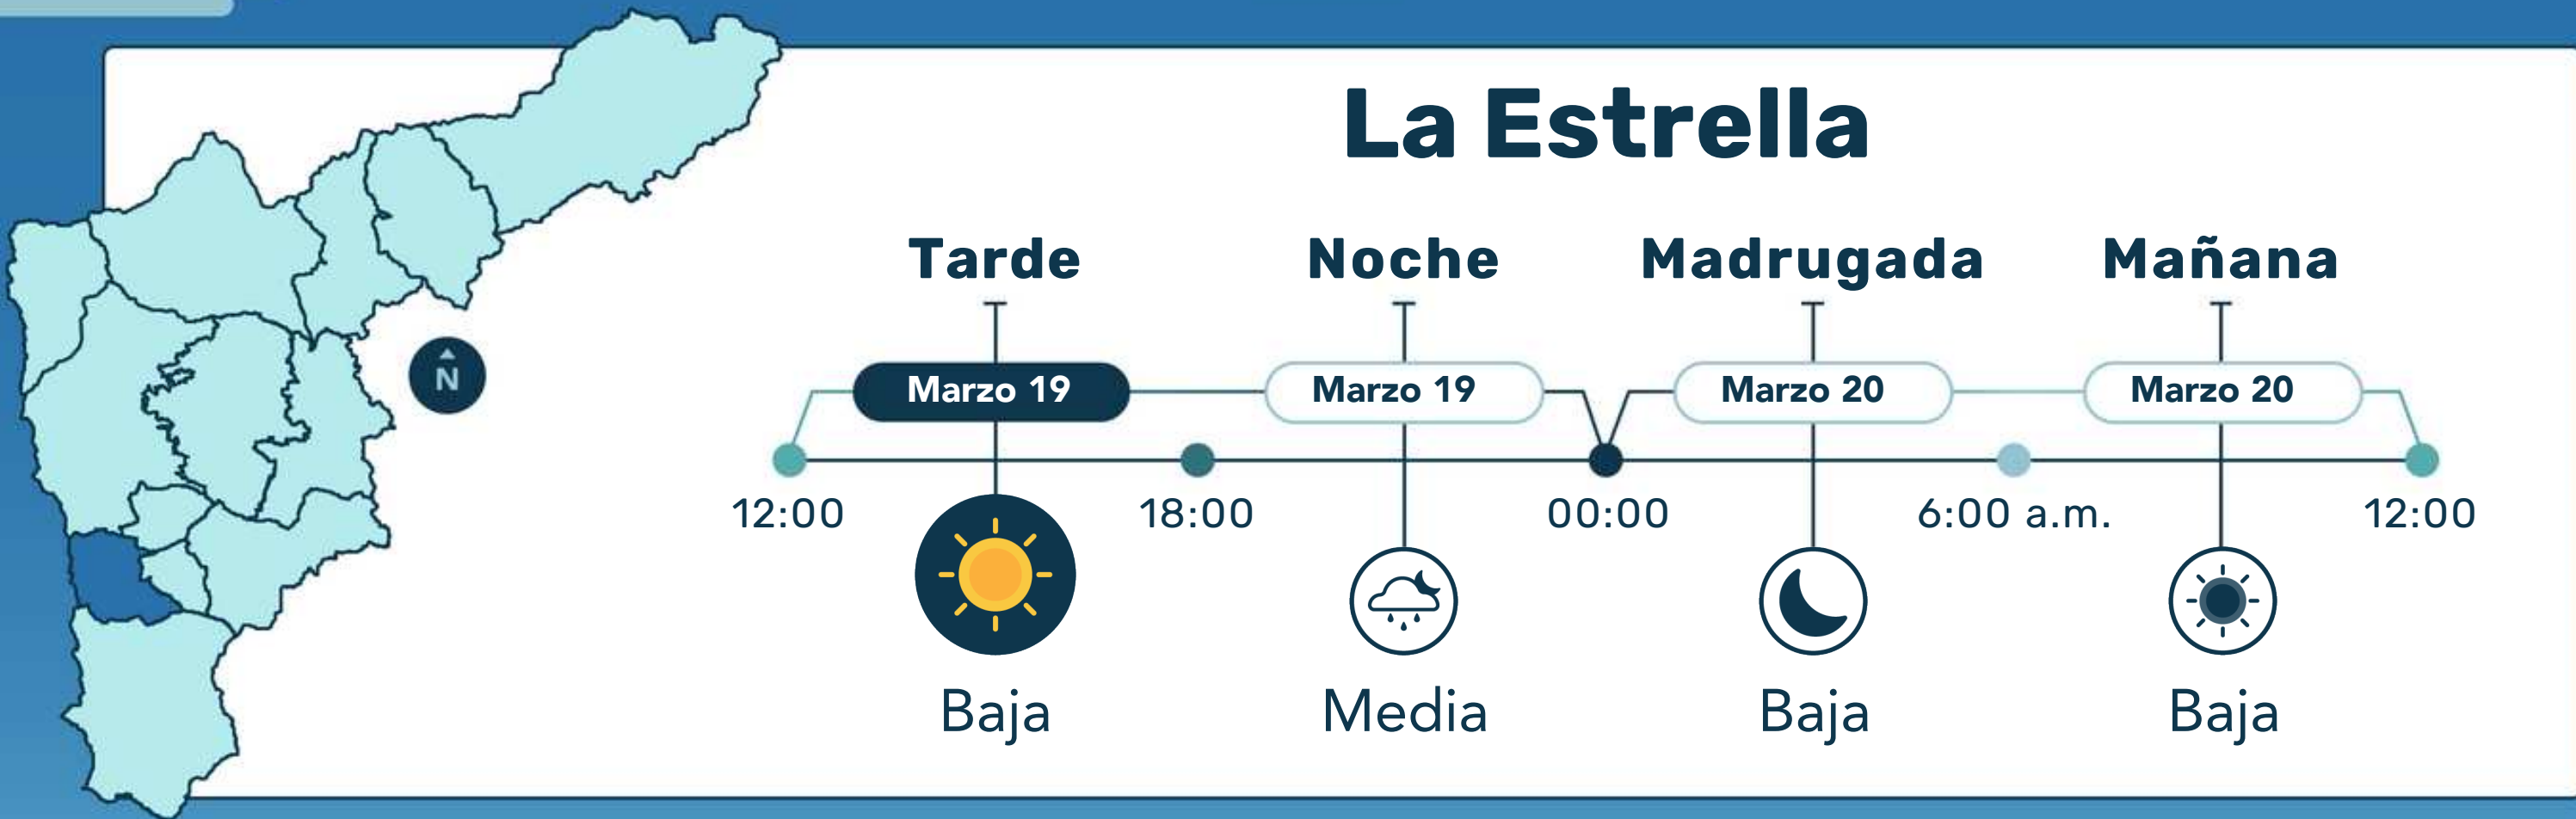 La Estrella
Tarde Noche Madrugada Mañana
N
Marzo 19 Marzo 19 Marzo 20 Marzo 20
12:00 18:00 00:00 6:00 a.m. 12:00
Baja Media Baja Baja